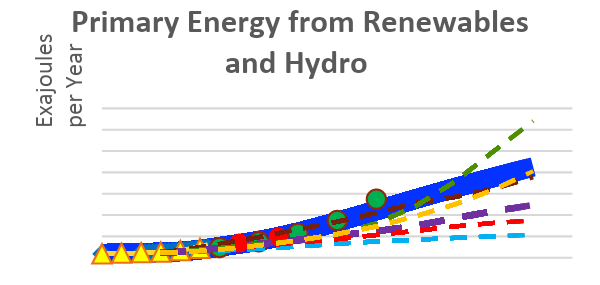 Primary Energy from Renewables
and Hydro
Exajoules
per Year